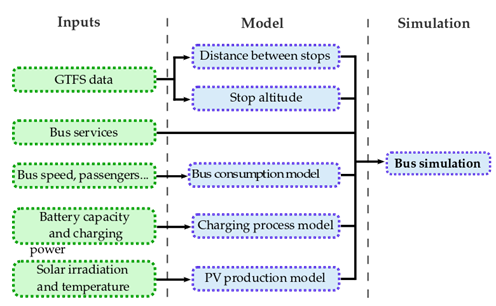 Inputs
Model
Simulation
GTFS data
Distance between stops
Stop altitude
Bus services
Bus speed, passengers...
Bus consumption model
Bus simulation
Battery capacity
and charging
power
Charging process model
Solar irradiation
and temperature
PV production model